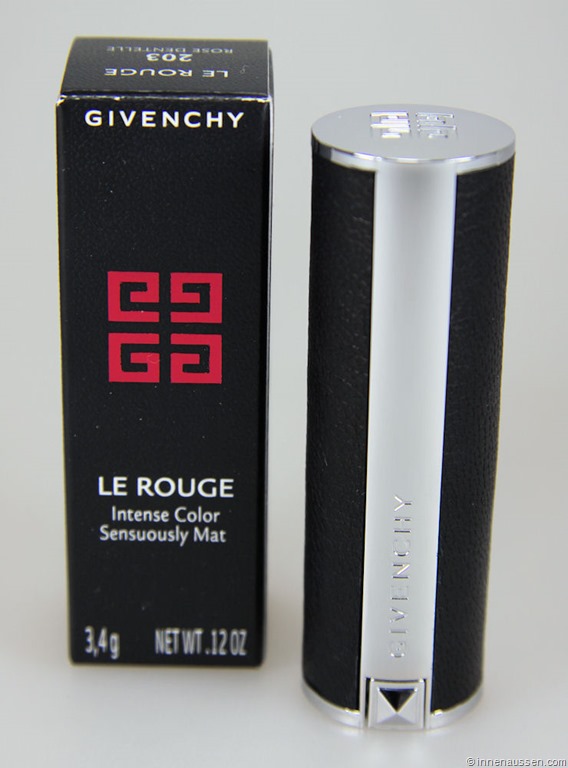 LE ROUGE
203
ROSE DENTELLE
GIVENCHY
LE ROUGE
Intense Color
Sensuously Mat
3,4 g NET WT .12 OZ
GIVENCHY
© innenaussen.com